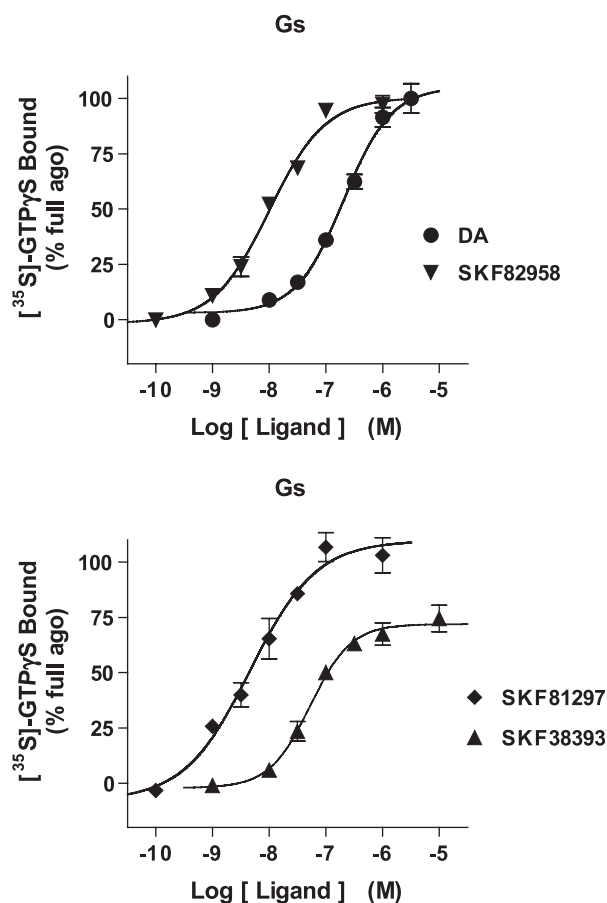 Gs
[³⁵S]-GTPγS Bound
(% full ago)
100
75
50
25
0
DA
SKF82958
-10 -9 -8 -7 -6 -5
Log [ Ligand ] (M)
Gs
[³⁵S]-GTPγS Bound
(% full ago)
100
75
50
25
0
SKF81297
SKF38393
-10 -9 -8 -7 -6 -5
Log [ Ligand ] (M)